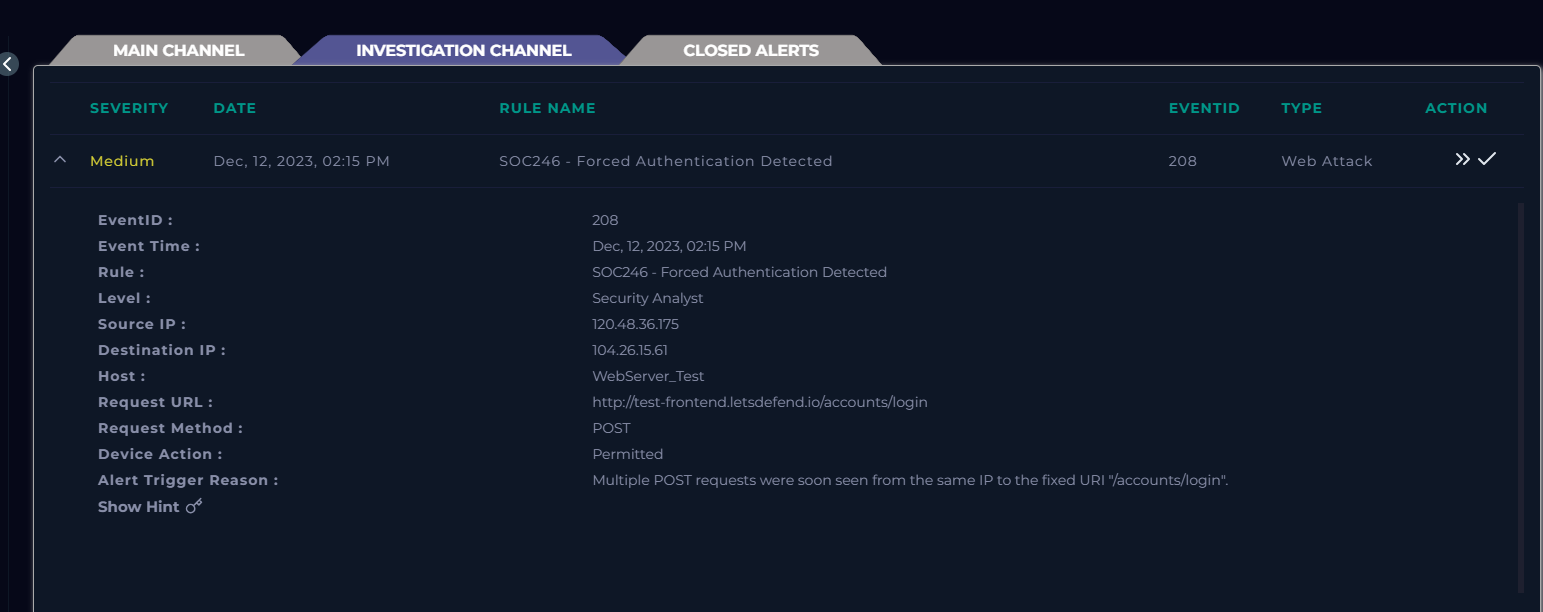 MAIN CHANNEL INVESTIGATION CHANNEL CLOSED ALERTS
SEVERITY DATE RULE NAME EVENTID TYPE ACTION
Medium Dec, 12, 2023, 02:15 PM SOC246 - Forced Authentication Detected 208 Web Attack
EventID : 208
Event Time : Dec, 12, 2023, 02:15 PM
Rule : SOC246 - Forced Authentication Detected
Level : Security Analyst
Source IP : 120.48.36.175
Destination IP : 104.26.15.61
Host : WebServer_Test
Request URL : http://test-frontend.letsdefend.io/accounts/login
Request Method : POST
Device Action : Permitted
Alert Trigger Reason : Multiple POST requests were soon seen from the same IP to the fixed URI "/accounts/login".
Show Hint